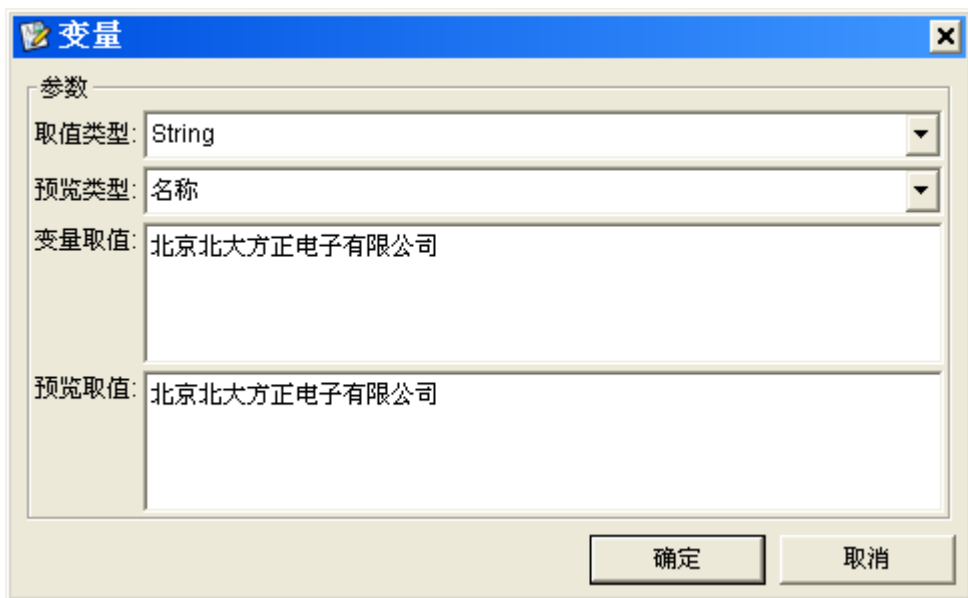 变量
参数
取值类型: String
预览类型: 名称
变量取值: 北京北大方正电子有限公司
预览取值: 北京北大方正电子有限公司
确定 取消